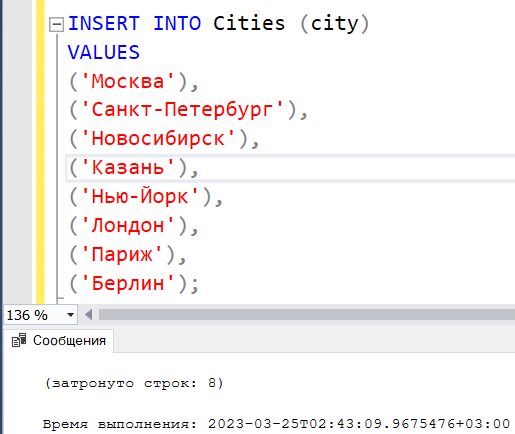 INSERT INTO Cities (city)
VALUES
('Москва'),
('Санкт-Петербург'),
('Новосибирск'),
('Казань'),
('Нью-Йорк'),
('Лондон'),
('Париж'),
('Берлин');
136 %
Сообщения
(затронуто строк: 8)
Время выполнения: 2023-03-25T02:43:09.9675476+03:00